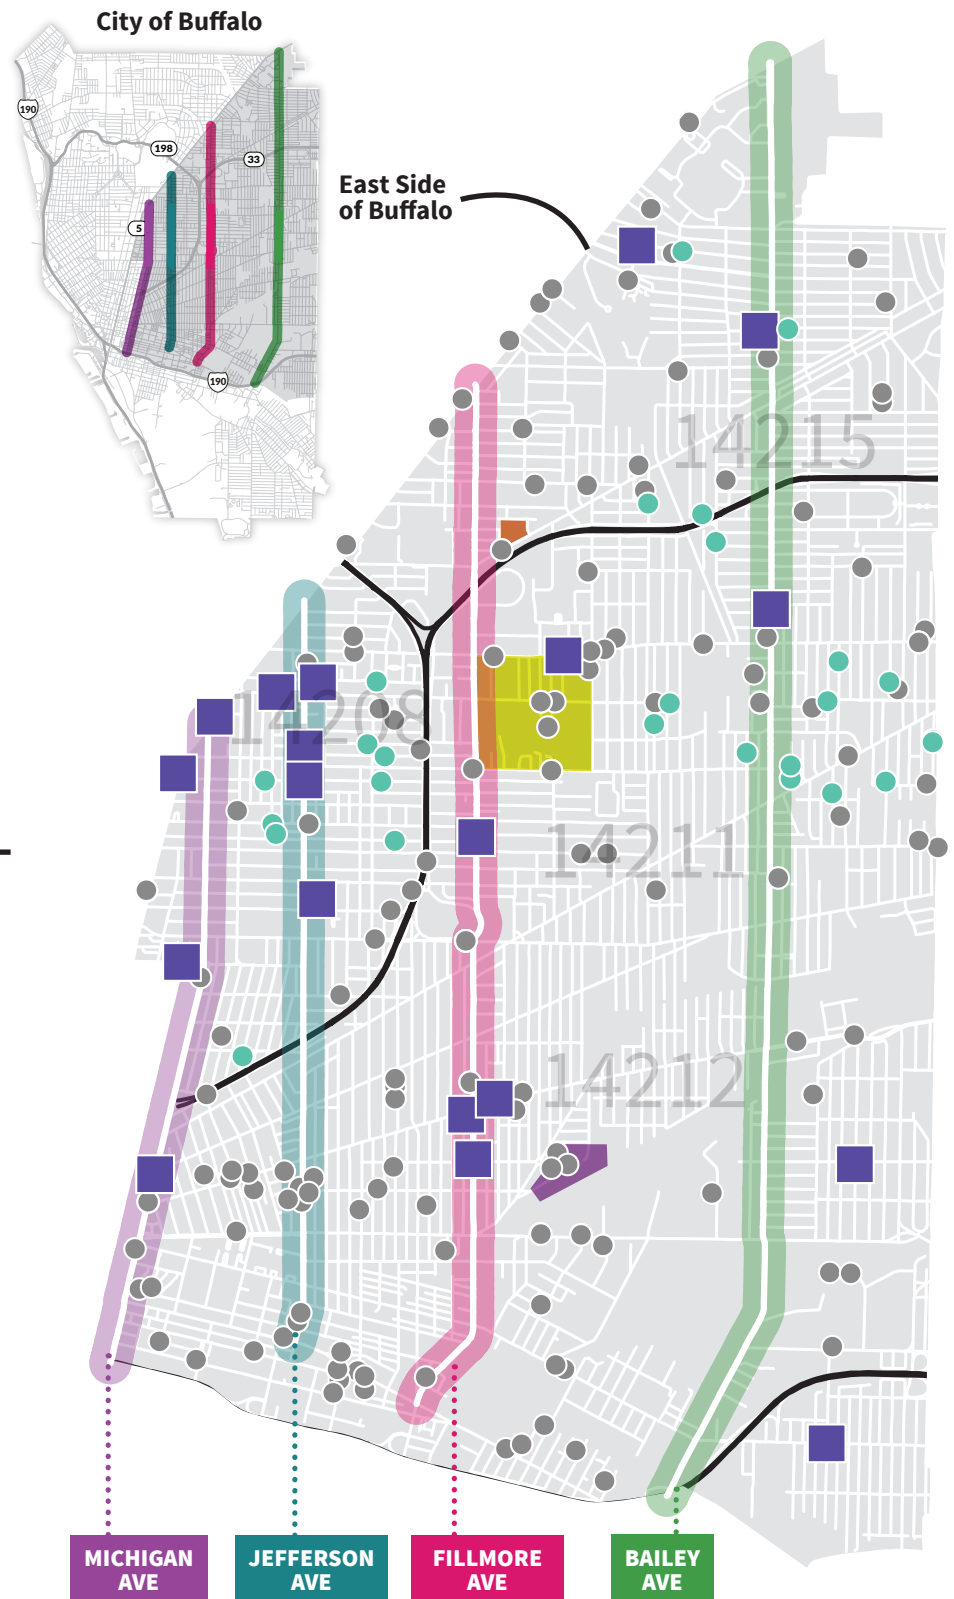 City of Buffalo
190
198
33
5
190
East Side
of Buffalo
14215
14208
14211
14212
MICHIGAN
AVE
JEFFERSON
AVE
FILLMORE
AVE
BAILEY
AVE